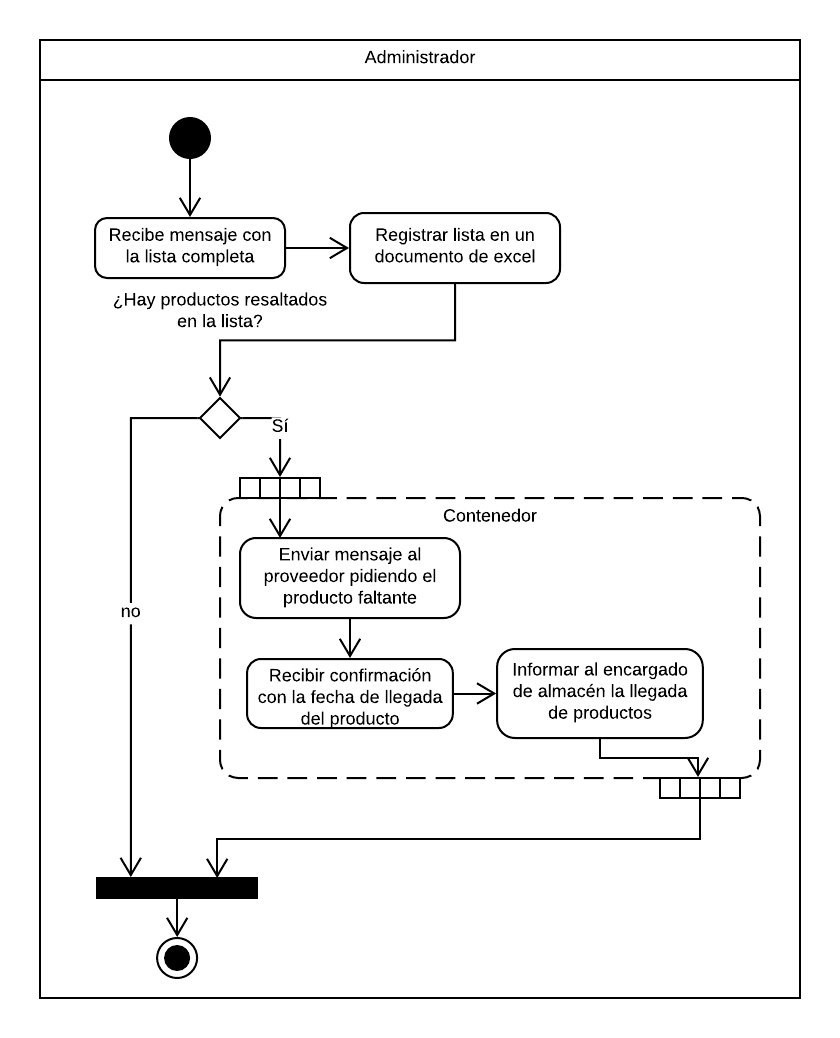 Administrador
Recibe mensaje con
la lista completa
Registrar lista en un
documento de excel
¿Hay productos resaltados
en la lista?
Sí
Contenedor
Enviar mensaje al
proveedor pidiendo el
producto faltante
no
Recibir confirmación
con la fecha de llegada
del producto
Informar al encargado
de almacén la llegada
de productos